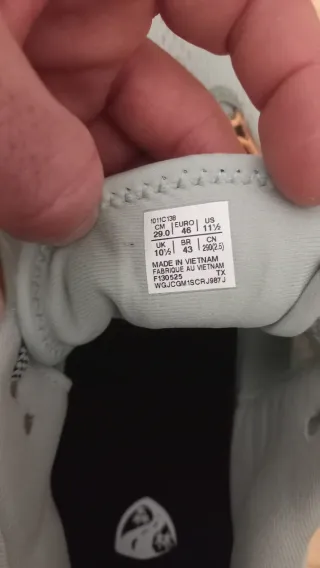 1011C138
CM EURO US
29.0 46 11½
UK BR CN
10½ 43 290(2.5)
MADE IN VIETNAM
FABRIQUE AU VIETNAM
F130525 TX
WGJCGM1SCRJ987J